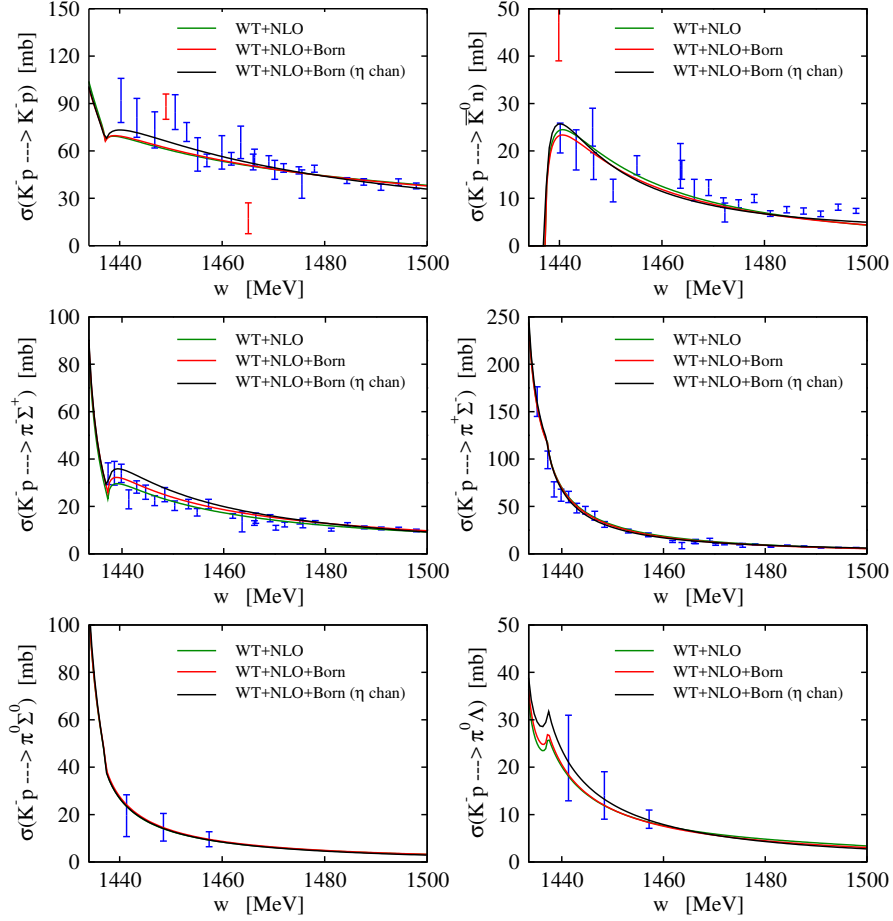 150
120
90
60
30
0
σ(K⁻p ---> K⁻p) [mb]
WT+NLO
WT+NLO+Born
WT+NLO+Born (η chan)
1440 1460 1480 1500
w [MeV]
50
40
30
20
10
0
σ(K⁻p ---> K̅⁰n) [mb]
WT+NLO
WT+NLO+Born
WT+NLO+Born (η chan)
1440 1460 1480 1500
w [MeV]
100
80
60
40
20
0
σ(K⁻p ---> π⁻Σ⁺) [mb]
WT+NLO
WT+NLO+Born
WT+NLO+Born (η chan)
1440 1460 1480 1500
w [MeV]
250
200
150
100
50
0
σ(K⁻p ---> π⁺Σ⁻) [mb]
WT+NLO
WT+NLO+Born
WT+NLO+Born (η chan)
1440 1460 1480 1500
w [MeV]
100
80
60
40
20
0
σ(K⁻p ---> π⁰Σ⁰) [mb]
WT+NLO
WT+NLO+Born
WT+NLO+Born (η chan)
1440 1460 1480 1500
w [MeV]
50
40
30
20
10
0
σ(K⁻p ---> π⁰Λ) [mb]
WT+NLO
WT+NLO+Born
WT+NLO+Born (η chan)
1440 1460 1480 1500
w [MeV]